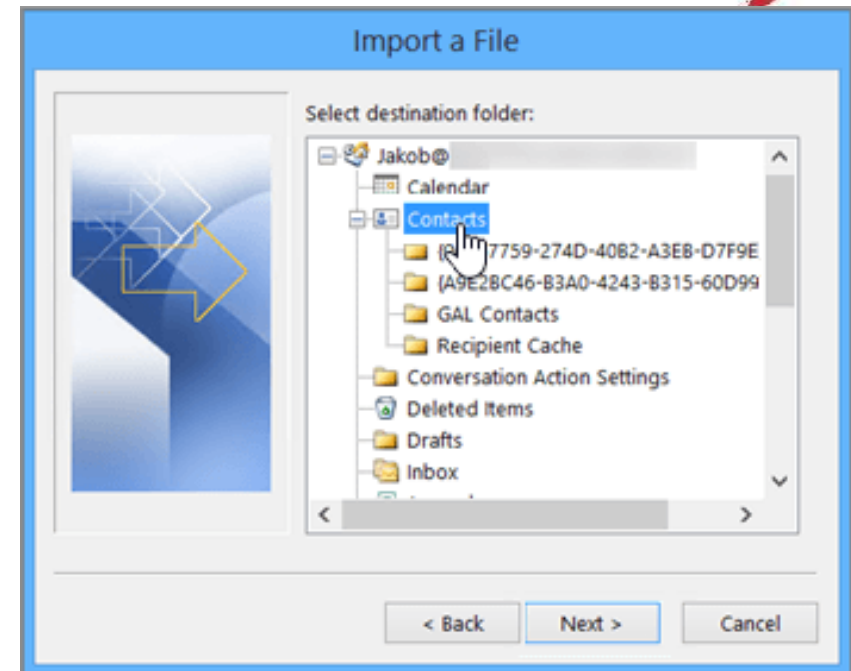 Import a File
Select destination folder:
Jakob@
Calendar
Contacts
7759-274D-40B2-A3EB-D7F9E
{A9E2BC46-B3A0-4243-B315-60D99
GAL Contacts
Recipient Cache
Conversation Action Settings
Deleted Items
Drafts
Inbox
< Back
Next >
Cancel